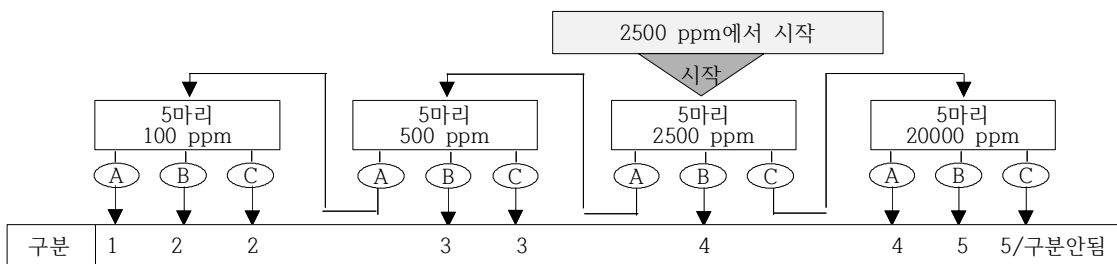 2500 ppm에서 시작
시작
5마리 5마리 5마리 5마리
100 ppm 500 ppm 2500 ppm 20000 ppm
A B C A B C A B C A B C
구분 1 2 2 3 3 4 4 5 5/구분안됨